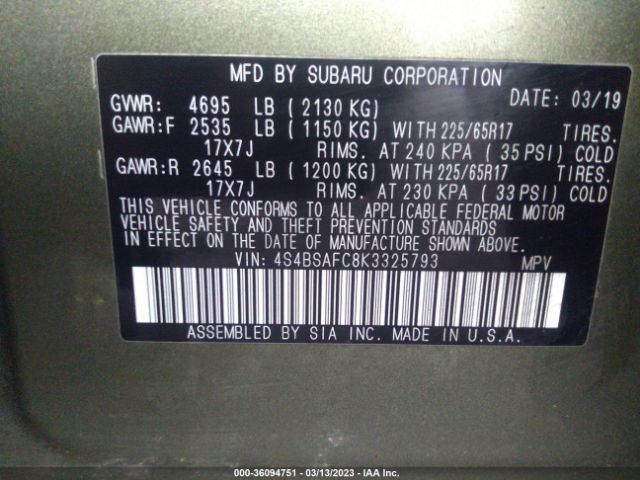 MFD BY SUBARU CORPORATION
GVWR: 4695 LB ( 2130 KG) DATE: 03/19
GAWR:F 2535 LB ( 1150 KG) WITH 225/65R17 TIRES.
17X7J RIMS. AT 240 KPA ( 35 PSI) COLD
GAWR:R 2645 LB ( 1200 KG) WITH 225/65R17 TIRES.
17X7J RIMS. AT 230 KPA ( 33 PSI) COLD
THIS VEHICLE CONFORMS TO ALL APPLICABLE FEDERAL MOTOR
VEHICLE SAFETY AND THEFT PREVENTION STANDARDS
IN EFFECT ON THE DATE OF MANUFACTURE SHOWN ABOVE.
VIN: 4S4BSAFC8K3325793 MPV
ASSEMBLED BY SIA INC. MADE IN U.S.A.
000-36094751 | 03/13/2023 - IAA Inc.